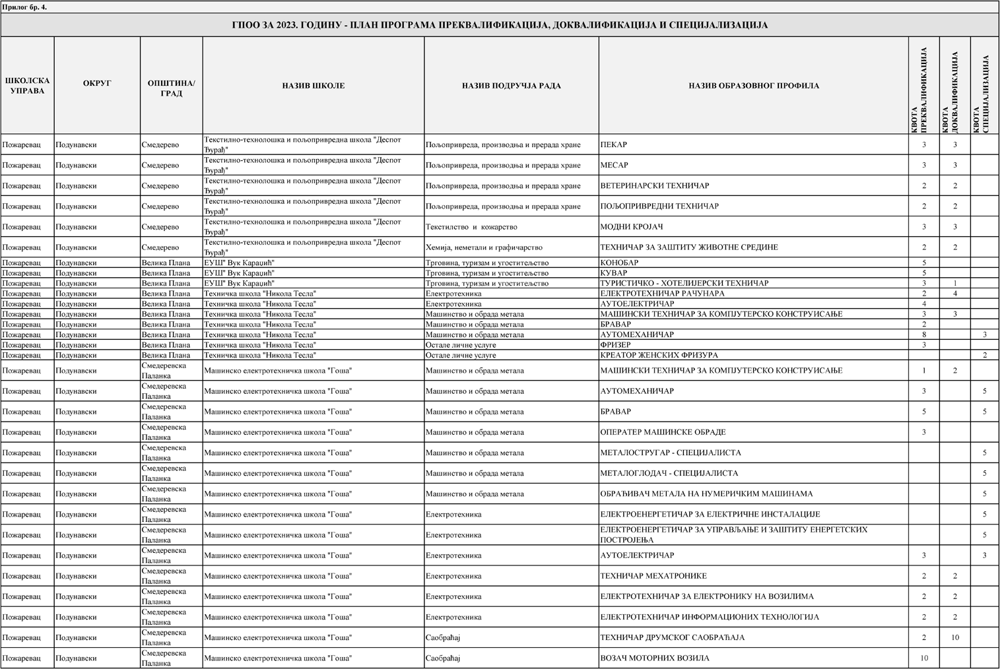 Прилог бр. 4.
ГПОО ЗА 2023. ГОДИНУ - ПЛАН ПРОГРАМА ПРЕКВАЛИФИКАЦИЈА, ДОКВАЛИФИКАЦИЈА И СПЕЦИЈАЛИЗАЦИЈА
ШКОЛСКА УПРАВА ОКРУГ ОПШТИНА/ ГРАД НАЗИВ ШКОЛЕ НАЗИВ ПОДРУЧЈА РАДА НАЗИВ ОБРАЗОВНОГ ПРОФИЛА КВОТА ПРЕКВАЛИФИКАЦИЈА КВОТА ДОКВАЛИФИКАЦИЈА КВОТА СПЕЦИЈАЛИЗАЦИЈА
Пожаревац Подунавски Смедерево Текстилно-технолошка и пољопривредна школа "Деспот Ђурађ" Пољопривреда, производња и прерада хране ПЕКАР 3 3
Пожаревац Подунавски Смедерево Текстилно-технолошка и пољопривредна школа "Деспот Ђурађ" Пољопривреда, производња и прерада хране МЕСАР 3 3
Пожаревац Подунавски Смедерево Текстилно-технолошка и пољопривредна школа "Деспот Ђурађ" Пољопривреда, производња и прерада хране ВЕТЕРИНАРСКИ ТЕХНИЧАР 2 2
Пожаревац Подунавски Смедерево Текстилно-технолошка и пољопривредна школа "Деспот Ђурађ" Пољопривреда, производња и прерада хране ПОЉОПРИВРЕДНИ ТЕХНИЧАР 2 2
Пожаревац Подунавски Смедерево Текстилно-технолошка и пољопривредна школа "Деспот Ђурађ" Текстилство и кожарство МОДНИ КРОЈАЧ 3 3
Пожаревац Подунавски Смедерево Текстилно-технолошка и пољопривредна школа "Деспот Ђурађ" Хемија, неметали и графичарство ТЕХНИЧАР ЗА ЗАШТИТУ ЖИВОТНЕ СРЕДИНЕ 2 2
Пожаревац Подунавски Велика Плана ЕУШ" Вук Караџић" Трговина, туризам и угоститељство КОНОБАР 5
Пожаревац Подунавски Велика Плана ЕУШ" Вук Караџић" Трговина, туризам и угоститељство КУВАР 5
Пожаревац Подунавски Велика Плана ЕУШ" Вук Караџић" Трговина, туризам и угоститељство ТУРИСТИЧКО - ХОТЕЛИЈЕРСКИ ТЕХНИЧАР 3 1
Пожаревац Подунавски Велика Плана Техничка школа "Никола Тесла" Електротехника ЕЛЕКТРОТЕХНИЧАР РАЧУНАРА 2 4
Пожаревац Подунавски Велика Плана Техничка школа "Никола Тесла" Електротехника АУТОЕЛЕКТРИЧАР 4
Пожаревац Подунавски Велика Плана Техничка школа "Никола Тесла" Машинство и обрада метала МАШИНСКИ ТЕХНИЧАР ЗА КОМПЈУТЕРСКО КОНСТРУИСАЊЕ 3 3
Пожаревац Подунавски Велика Плана Техничка школа "Никола Тесла" Машинство и обрада метала БРАВАР 2
Пожаревац Подунавски Велика Плана Техничка школа "Никола Тесла" Машинство и обрада метала АУТОМЕХАНИЧАР 8 3
Пожаревац Подунавски Велика Плана Техничка школа "Никола Тесла" Остале личне услуге ФРИЗЕР 3
Пожаревац Подунавски Велика Плана Техничка школа "Никола Тесла" Остале личне услуге КРЕАТОР ЖЕНСКИХ ФРИЗУРА 2
Пожаревац Подунавски Смедеревска Паланка Машинско електротехничка школа "Гоша" Машинство и обрада метала МАШИНСКИ ТЕХНИЧАР ЗА КОМПЈУТЕРСКО КОНСТРУИСАЊЕ 1 2
Пожаревац Подунавски Смедеревска Паланка Машинско електротехничка школа "Гоша" Машинство и обрада метала АУТОМЕХАНИЧАР 3 5
Пожаревац Подунавски Смедеревска Паланка Машинско електротехничка школа "Гоша" Машинство и обрада метала БРАВАР 5 5
Пожаревац Подунавски Смедеревска Паланка Машинско електротехничка школа "Гоша" Машинство и обрада метала ОПЕРАТЕР МАШИНСКЕ ОБРАДЕ 3
Пожаревац Подунавски Смедеревска Паланка Машинско електротехничка школа "Гоша" Машинство и обрада метала МЕТАЛОСТРУГАР - СПЕЦИЈАЛИСТА 5
Пожаревац Подунавски Смедеревска Паланка Машинско електротехничка школа "Гоша" Машинство и обрада метала МЕТАЛОГЛОДАЧ - СПЕЦИЈАЛИСТА 5
Пожаревац Подунавски Смедеревска Паланка Машинско електротехничка школа "Гоша" Машинство и обрада метала ОБРАЂИВАЧ МЕТАЛА НА НУМЕРИЧКИМ МАШИНАМА 5
Пожаревац Подунавски Смедеревска Паланка Машинско електротехничка школа "Гоша" Електротехника ЕЛЕКТРОЕНЕРГЕТИЧАР ЗА ЕЛЕКТРИЧНЕ ИНСТАЛАЦИЈЕ 5
Пожаревац Подунавски Смедеревска Паланка Машинско електротехничка школа "Гоша" Електротехника ЕЛЕКТРОЕНЕРГЕТИЧАР ЗА УПРАВЉАЊЕ И ЗАШТИТУ ЕНЕРГЕТСКИХ ПОСТРОЈЕЊА 5
Пожаревац Подунавски Смедеревска Паланка Машинско електротехничка школа "Гоша" Електротехника АУТОЕЛЕКТРИЧАР 3 3
Пожаревац Подунавски Смедеревска Паланка Машинско електротехничка школа "Гоша" Електротехника ТЕХНИЧАР МЕХАТРОНИКЕ 2 2
Пожаревац Подунавски Смедеревска Паланка Машинско електротехничка школа "Гоша" Електротехника ЕЛЕКТРОТЕХНИЧАР ЗА ЕЛЕКТРОНИКУ НА ВОЗИЛИМА 2 2
Пожаревац Подунавски Смедеревска Паланка Машинско електротехничка школа "Гоша" Електротехника ЕЛЕКТРОТЕХНИЧАР ИНФОРМАЦИОНИХ ТЕХНОЛОГИЈА 2 2
Пожаревац Подунавски Смедеревска Паланка Машинско електротехничка школа "Гоша" Саобраћај ТЕХНИЧАР ДРУМСКОГ САОБРАЋАЈА 2 10
Пожаревац Подунавски Смедеревска Паланка Машинско електротехничка школа "Гоша" Саобраћај ВОЗАЧ МОТОРНИХ ВОЗИЛА 10